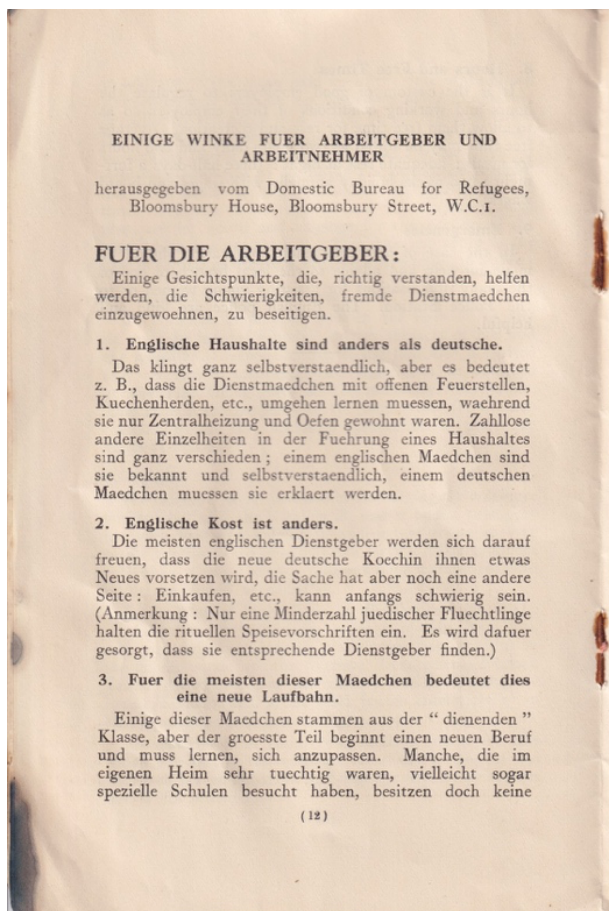 EINIGE WINKE FUER ARBEITGEBER UND
ARBEITNEHMER
herausgegeben vom Domestic Bureau for Refugees,
Bloomsbury House, Bloomsbury Street, W.C.1.
FUER DIE ARBEITGEBER:
Einige Gesichtspunkte, die, richtig verstanden, helfen
werden, die Schwierigkeiten, fremde Dienstmaedchen
einzugewoehnen, zu beseitigen.
1. Englische Haushalte sind anders als deutsche.
Das klingt ganz selbstverstaendlich, aber es bedeutet
z. B., dass die Dienstmaedchen mit offenen Feuerstellen,
Kuechenherden, etc., umgehen lernen muessen, waehrend
sie nur Zentralheizung und Oefen gewohnt waren. Zahllose
andere Einzelheiten in der Fuehrung eines Haushaltes
sind ganz verschieden ; einem englischen Maedchen sind
sie bekannt und selbstverstaendlich, einem deutschen
Maedchen muessen sie erklaert werden.
2. Englische Kost ist anders.
Die meisten englischen Dienstgeber werden sich darauf
freuen, dass die neue deutsche Koechin ihnen etwas
Neues vorsetzen wird, die Sache hat aber noch eine andere
Seite : Einkaufen, etc., kann anfangs schwierig sein.
(Anmerkung : Nur eine Minderzahl juedischer Fluechtlinge
halten die rituellen Speisevorschriften ein. Es wird dafuer
gesorgt, dass sie entsprechende Dienstgeber finden.)
3. Fuer die meisten dieser Maedchen bedeutet dies
eine neue Laufbahn.
Einige dieser Maedchen stammen aus der “ dienenden ”
Klasse, aber der groesste Teil beginnt einen neuen Beruf
und muss lernen, sich anzupassen. Manche, die im
eigenen Heim sehr tuechtig waren, vielleicht sogar
spezielle Schulen besucht haben, besitzen doch keine
(12)